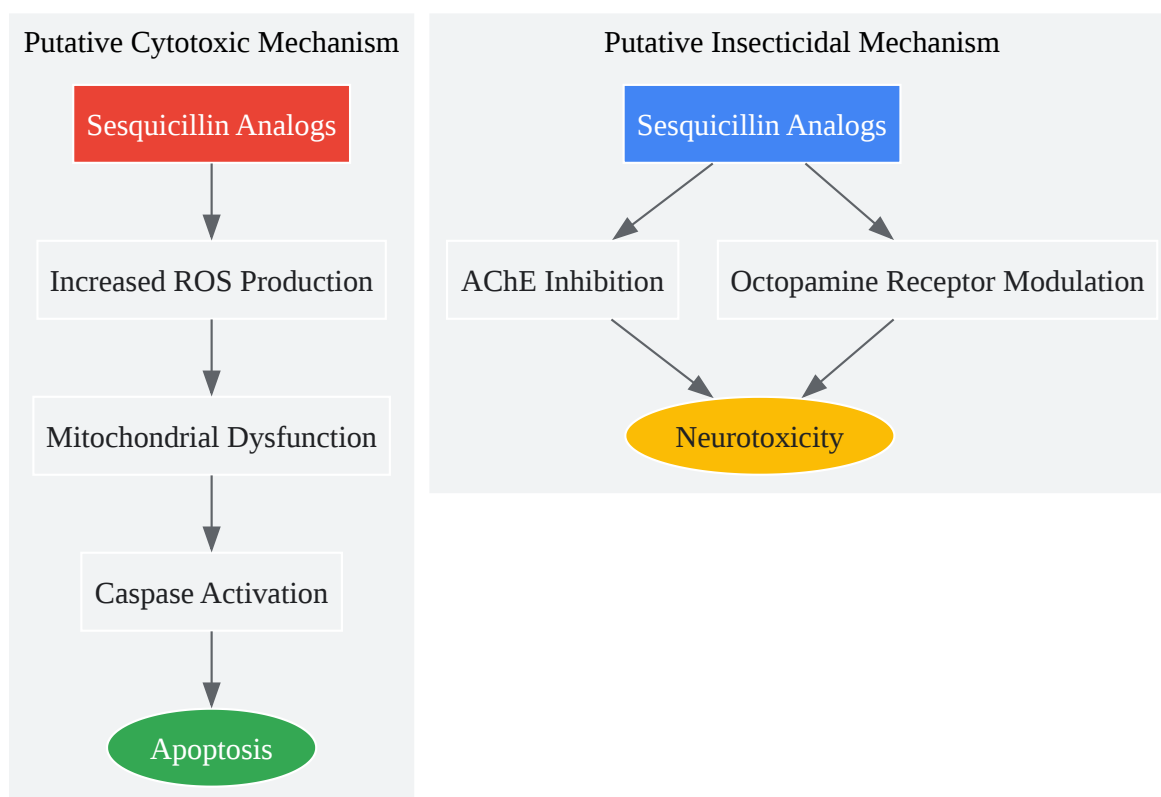 Putative Cytotoxic Mechanism
Sesquicillin Analogs
Increased ROS Production
Mitochondrial Dysfunction
Caspase Activation
Apoptosis
Putative Insecticidal Mechanism
Sesquicillin Analogs
AChE Inhibition
Octopamine Receptor Modulation
Neurotoxicity